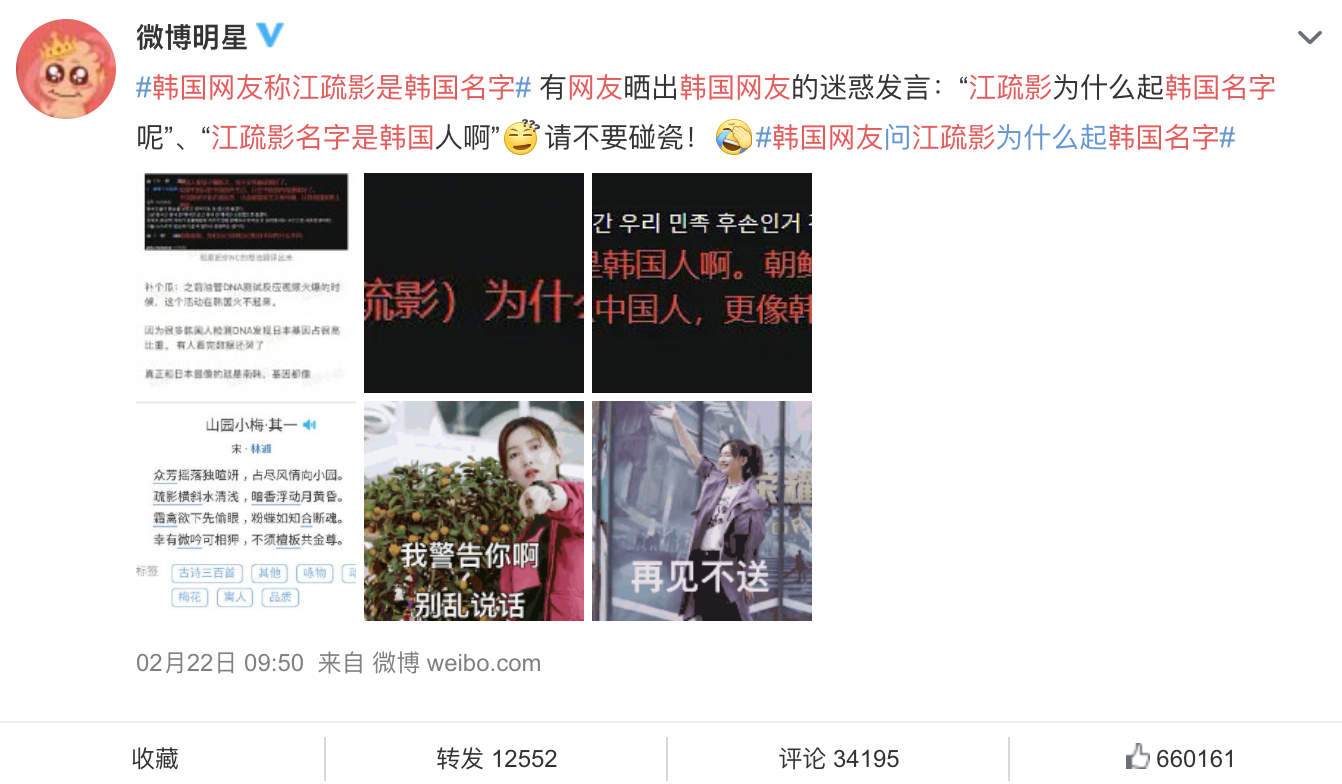 微博明星
#韩国网友称江疏影是韩国名字# 有网友晒出韩国网友的迷惑发言：“江疏影为什么起韩国名字
呢”、“江疏影名字是韩国人啊” 请不要碰瓷！ #韩国网友问江疏影为什么起韩国名字#
补个瓜：之前油管DNA测试反应视频火爆的时
候，这个活动在韩国火不起来。
因为很多韩国人检测DNA发现日本基因占很高
比重。有人看完数据还哭了
真正和日本最像的就是南韩、基因都像
疏影）为什么
간 우리 민족 후손인거
是韩国人啊。朝鲜
中国人，更像韩
山园小梅·其一
宋·林逋
众芳摇落独暄妍，占尽风情向小园。
疏影横斜水清浅，暗香浮动月黄昏。
霜禽欲下先偷眼，粉蝶如知合断魂。
幸有微吟可相狎，不须檀板共金尊。
标签 古诗三百首 其他 咏物
梅花 寓人 品质
我警告你啊
别乱说话
再见不送
02月22日 09:50 来自 微博 weibo.com
收藏 转发 12552 评论 34195 660161